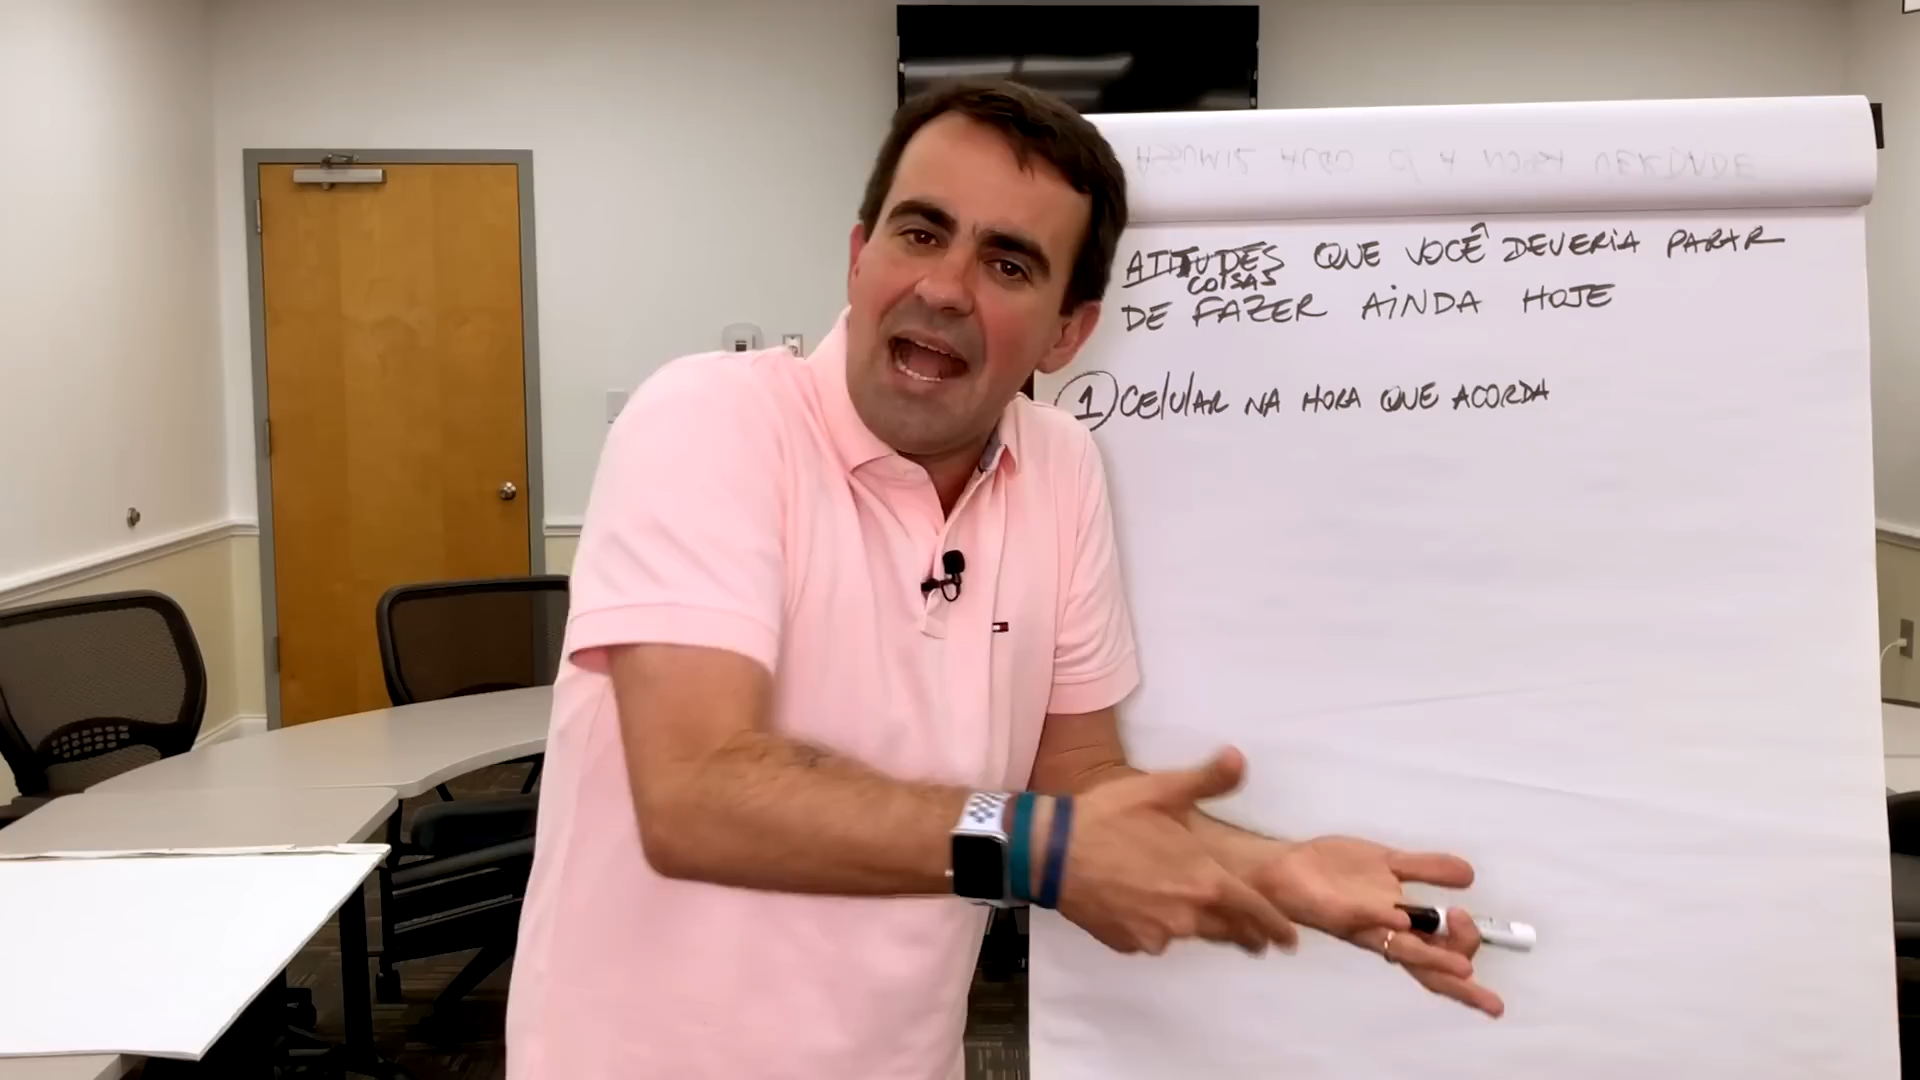 ATITUDES QUE VOCÊ DEVERIA PARAR
COISAS
DE FAZER AINDA HOJE
1 CELULAR NA HORA QUE ACORDA